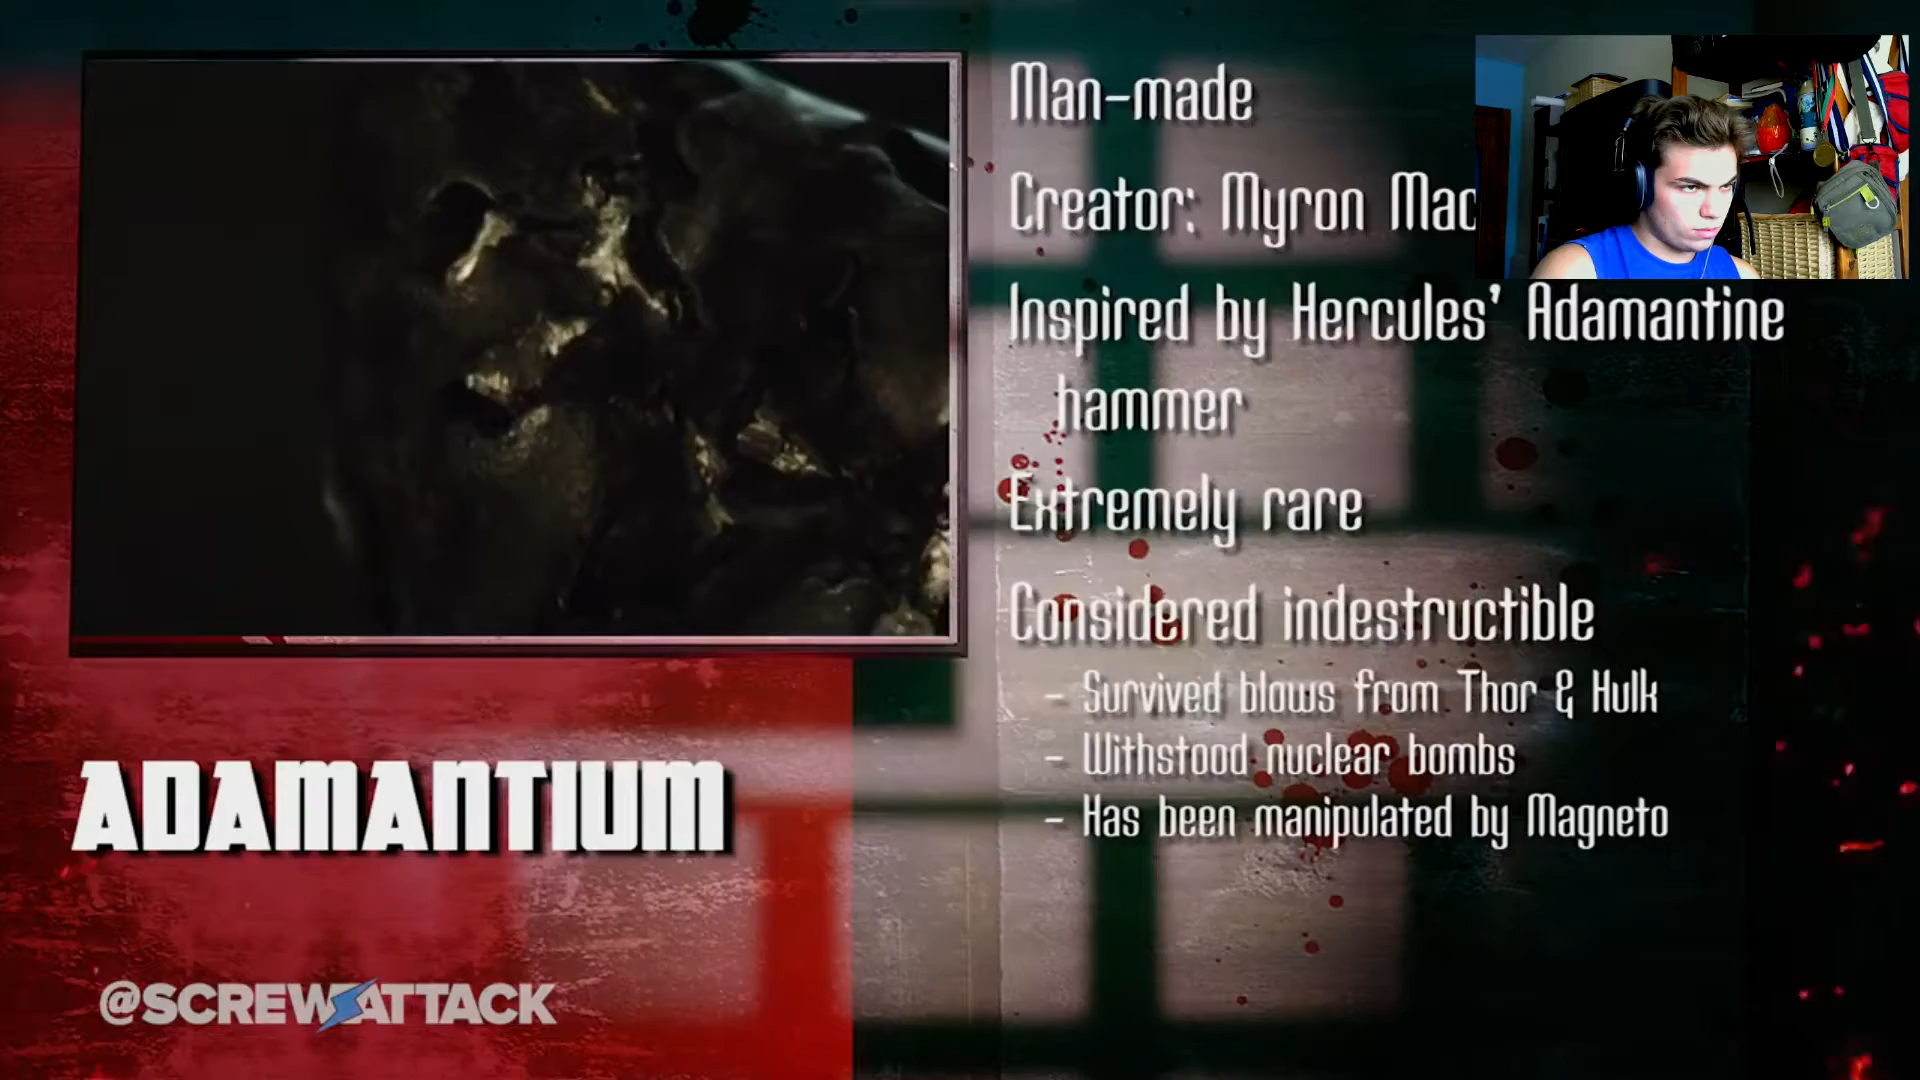 Man-made
Creator: Myron Mac
Inspired by Hercules' Adamantine
hammer
Extremely rare
Considered indestructible
- Survived blows from Thor & Hulk
- Withstood nuclear bombs
- Has been manipulated by Magneto
ADAMANTIUM
@SCREWATTACK